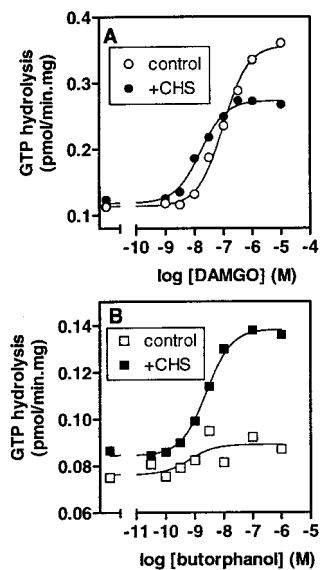 A
control
+CHS
GTP hydrolysis
(pmol/min.mg)
0.4
0.3
0.2
0.1
-10 -9 -8 -7 -6 -5 -4
log [DAMGO] (M)
B
control
+CHS
GTP hydrolysis
(pmol/min.mg)
0.14
0.12
0.10
0.08
0.06
-11 -10 -9 -8 -7 -6 -5
log [butorphanol] (M)